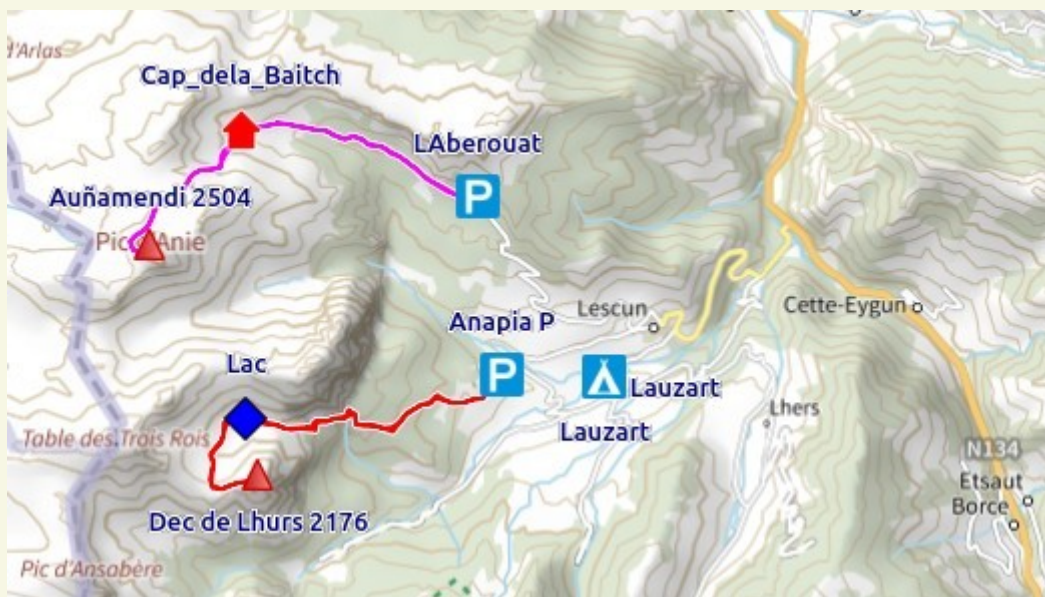 d'Arlas
Cap_dela_Baitch
LAberouat
P
Auñamendi 2504
Pic d'Anie
Lescun
Cette-Eygun
Anapia P
P
Lac
Lauzart
Lauzart
Lhers
Table des Trois Rois
N134
Etsaut
Borce
Dec de Lhurs 2176
Pic d'Ansabère